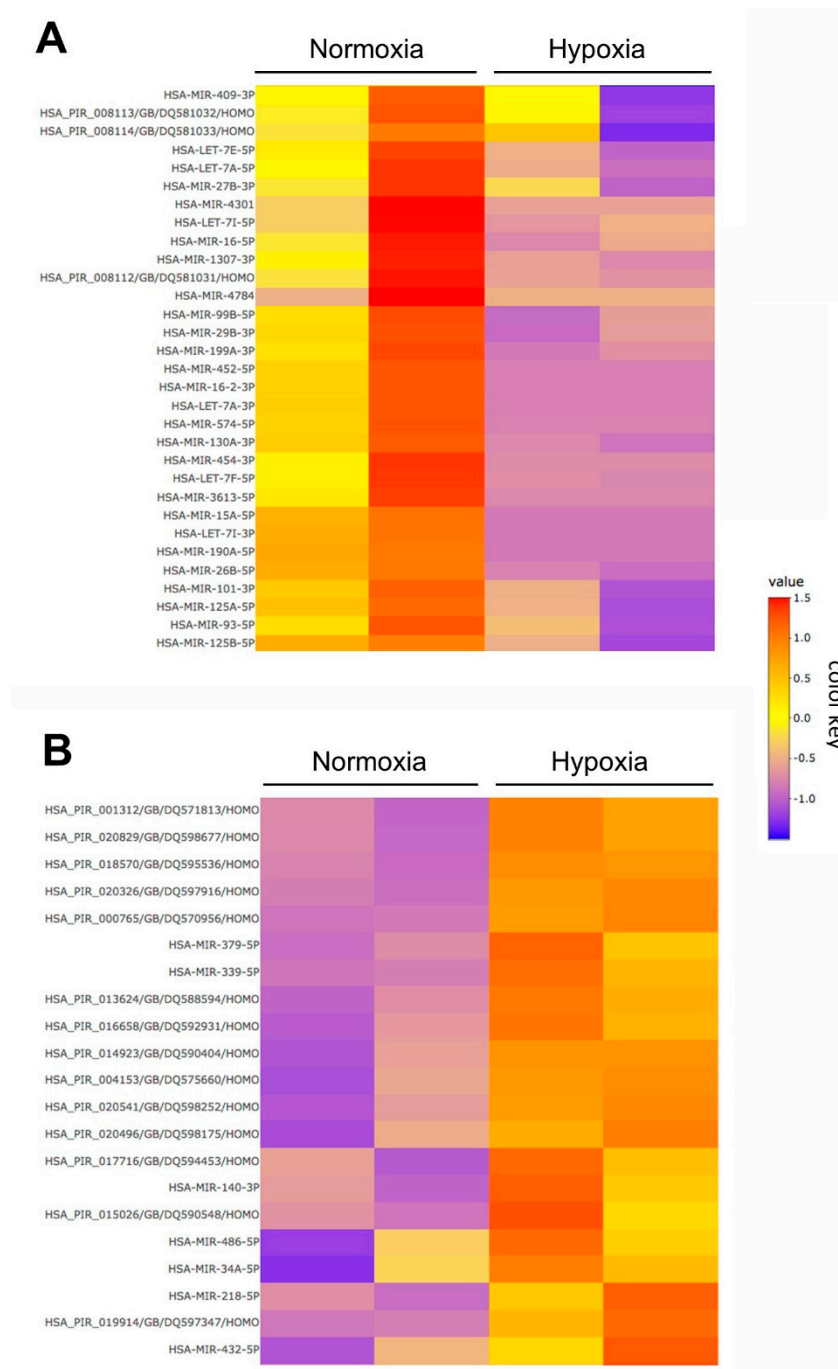 A
Normoxia
Hypoxia
HSA-MIR-409-3P
HSA_PIR_008113/GB/DQ581032/HOMO
HSA_PIR_008114/GB/DQ581033/HOMO
HSA-LET-7E-5P
HSA-LET-7A-5P
HSA-MIR-27B-3P
HSA-MIR-4301
HSA-LET-7I-5P
HSA-MIR-16-5P
HSA-MIR-1307-3P
HSA_PIR_008112/GB/DQ581031/HOMO
HSA-MIR-4784
HSA-MIR-99B-5P
HSA-MIR-29B-3P
HSA-MIR-199A-3P
HSA-MIR-452-5P
HSA-MIR-16-2-3P
HSA-LET-7A-3P
HSA-MIR-574-5P
HSA-MIR-130A-3P
HSA-MIR-454-3P
HSA-LET-7F-5P
HSA-MIR-3613-5P
HSA-MIR-15A-5P
HSA-LET-7I-3P
HSA-MIR-190A-5P
HSA-MIR-26B-5P
HSA-MIR-101-3P
HSA-MIR-125A-5P
HSA-MIR-93-5P
HSA-MIR-125B-5P
value
1.5
1.0
0.5
0.0
-0.5
-1.0
color key
B
Normoxia
Hypoxia
HSA_PIR_001312/GB/DQ571813/HOMO
HSA_PIR_020829/GB/DQ598677/HOMO
HSA_PIR_018570/GB/DQ595536/HOMO
HSA_PIR_020326/GB/DQ597916/HOMO
HSA_PIR_000765/GB/DQ570956/HOMO
HSA-MIR-379-5P
HSA-MIR-339-5P
HSA_PIR_013624/GB/DQ588594/HOMO
HSA_PIR_016658/GB/DQ592931/HOMO
HSA_PIR_014923/GB/DQ590404/HOMO
HSA_PIR_004153/GB/DQ575660/HOMO
HSA_PIR_020541/GB/DQ598252/HOMO
HSA_PIR_020496/GB/DQ598175/HOMO
HSA_PIR_017716/GB/DQ594453/HOMO
HSA-MIR-140-3P
HSA_PIR_015026/GB/DQ590548/HOMO
HSA-MIR-486-5P
HSA-MIR-34A-5P
HSA-MIR-218-5P
HSA_PIR_019914/GB/DQ597347/HOMO
HSA-MIR-432-5P